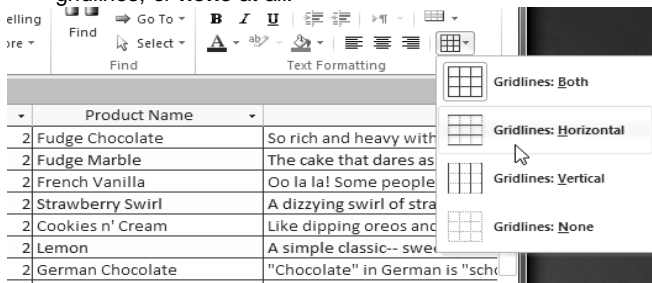 elling
Find
Go To
B I U
ore
Select
A ab
Find
Text Formatting
Gridlines: Both
Product Name
Gridlines: Horizontal
2 Fudge Chocolate So rich and heavy with
2 Fudge Marble The cake that dares as
2 French Vanilla Oo la la! Some people
Gridlines: Vertical
2 Strawberry Swirl A dizzying swirl of stra
2 Cookies n' Cream Like dipping oreos and
Gridlines: None
2 Lemon A simple classic-- swe
2 German Chocolate "Chocolate" in German is "scho